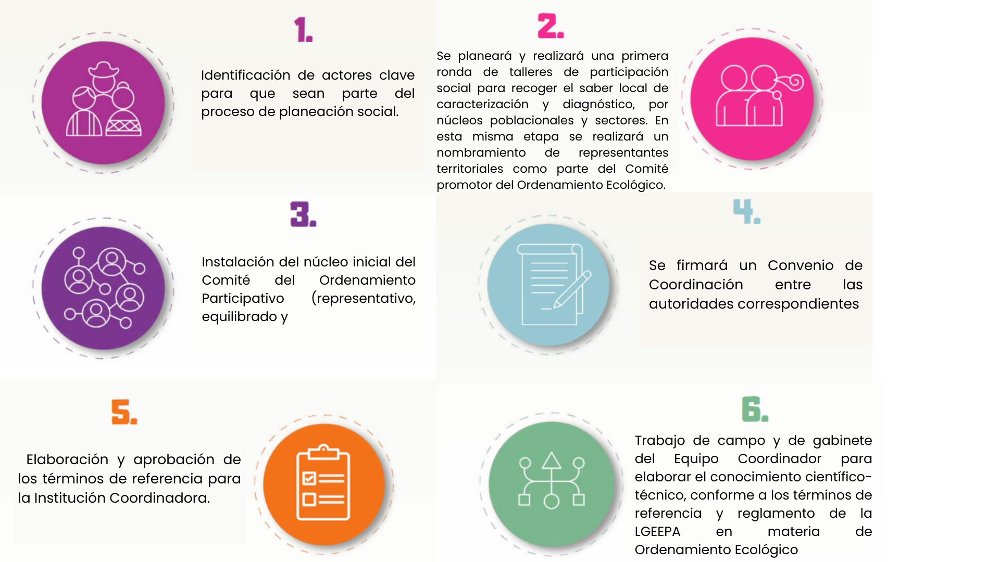 1.
Identificación de actores clave
para que sean parte del
proceso de planeación social.
2.
Se planeará y realizará una primera
ronda de talleres de participación
social para recoger el saber local de
caracterización y diagnóstico, por
núcleos poblacionales y sectores. En
esta misma etapa se realizará un
nombramiento de representantes
territoriales como parte del Comité
promotor del Ordenamiento Ecológico.
3.
Instalación del núcleo inicial del
Comité del Ordenamiento
Participativo (representativo,
equilibrado y
4.
Se firmará un Convenio de
Coordinación entre las
autoridades correspondientes
5.
Elaboración y aprobación de
los términos de referencia para
la Institución Coordinadora.
6.
Trabajo de campo y de gabinete
del Equipo Coordinador para
elaborar el conocimiento científico-
técnico, conforme a los términos de
referencia y reglamento de la
LGEEPA en materia de
Ordenamiento Ecológico